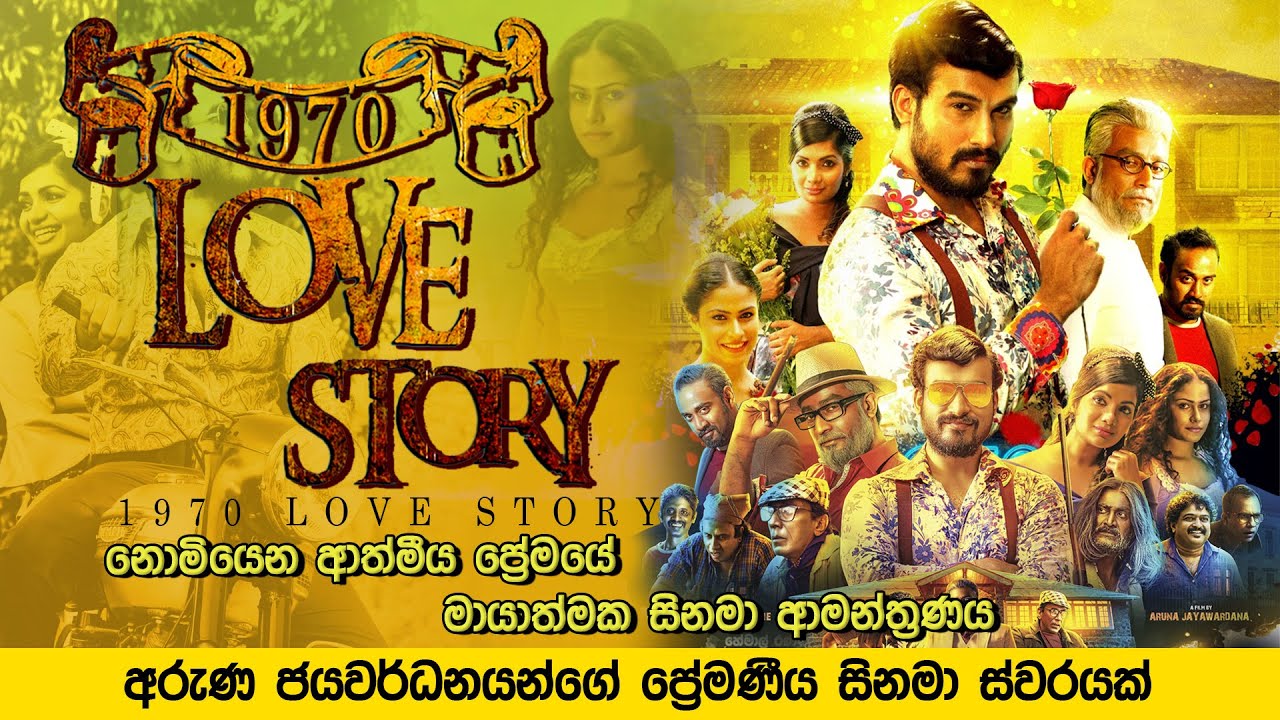 1970
LOVE
STORY
1970 LOVE STORY
නොමියෙන ආත්මීය ප්‍රේමයේ
මායාත්මක සිනමා ආමන්ත්‍රණය
A FILM BY
ARUNA JAYAWARDANA
අරුණ ජයවර්ධනයන්ගේ ප්‍රේමණීය සිනමා ස්වරයක්